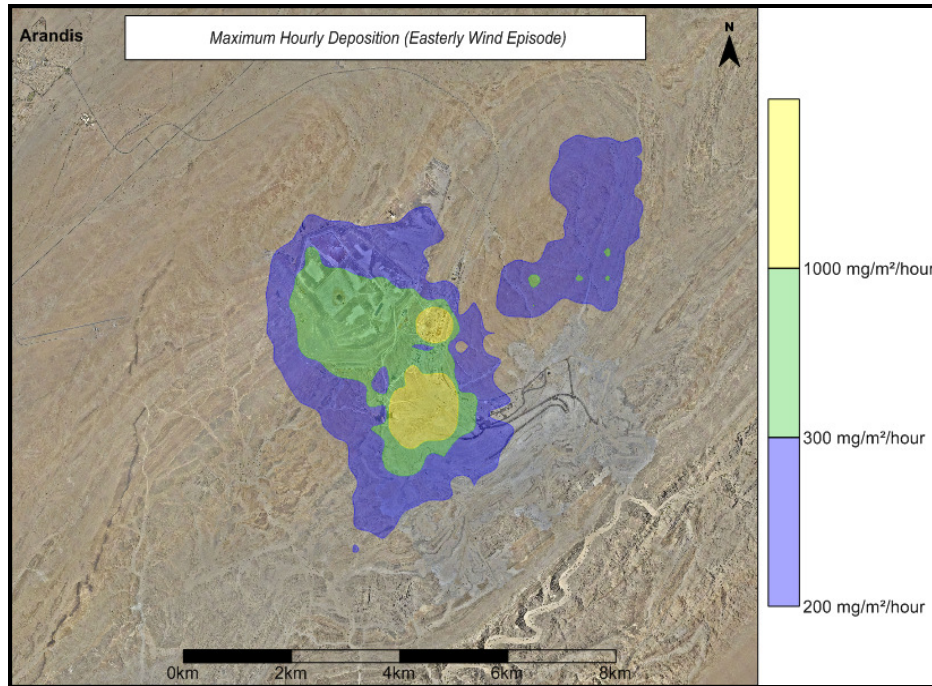 Arandis
Maximum Hourly Deposition (Easterly Wind Episode)
N
1000 mg/m²/hour
300 mg/m²/hour
200 mg/m²/hour
0km 2km 4km 6km 8km